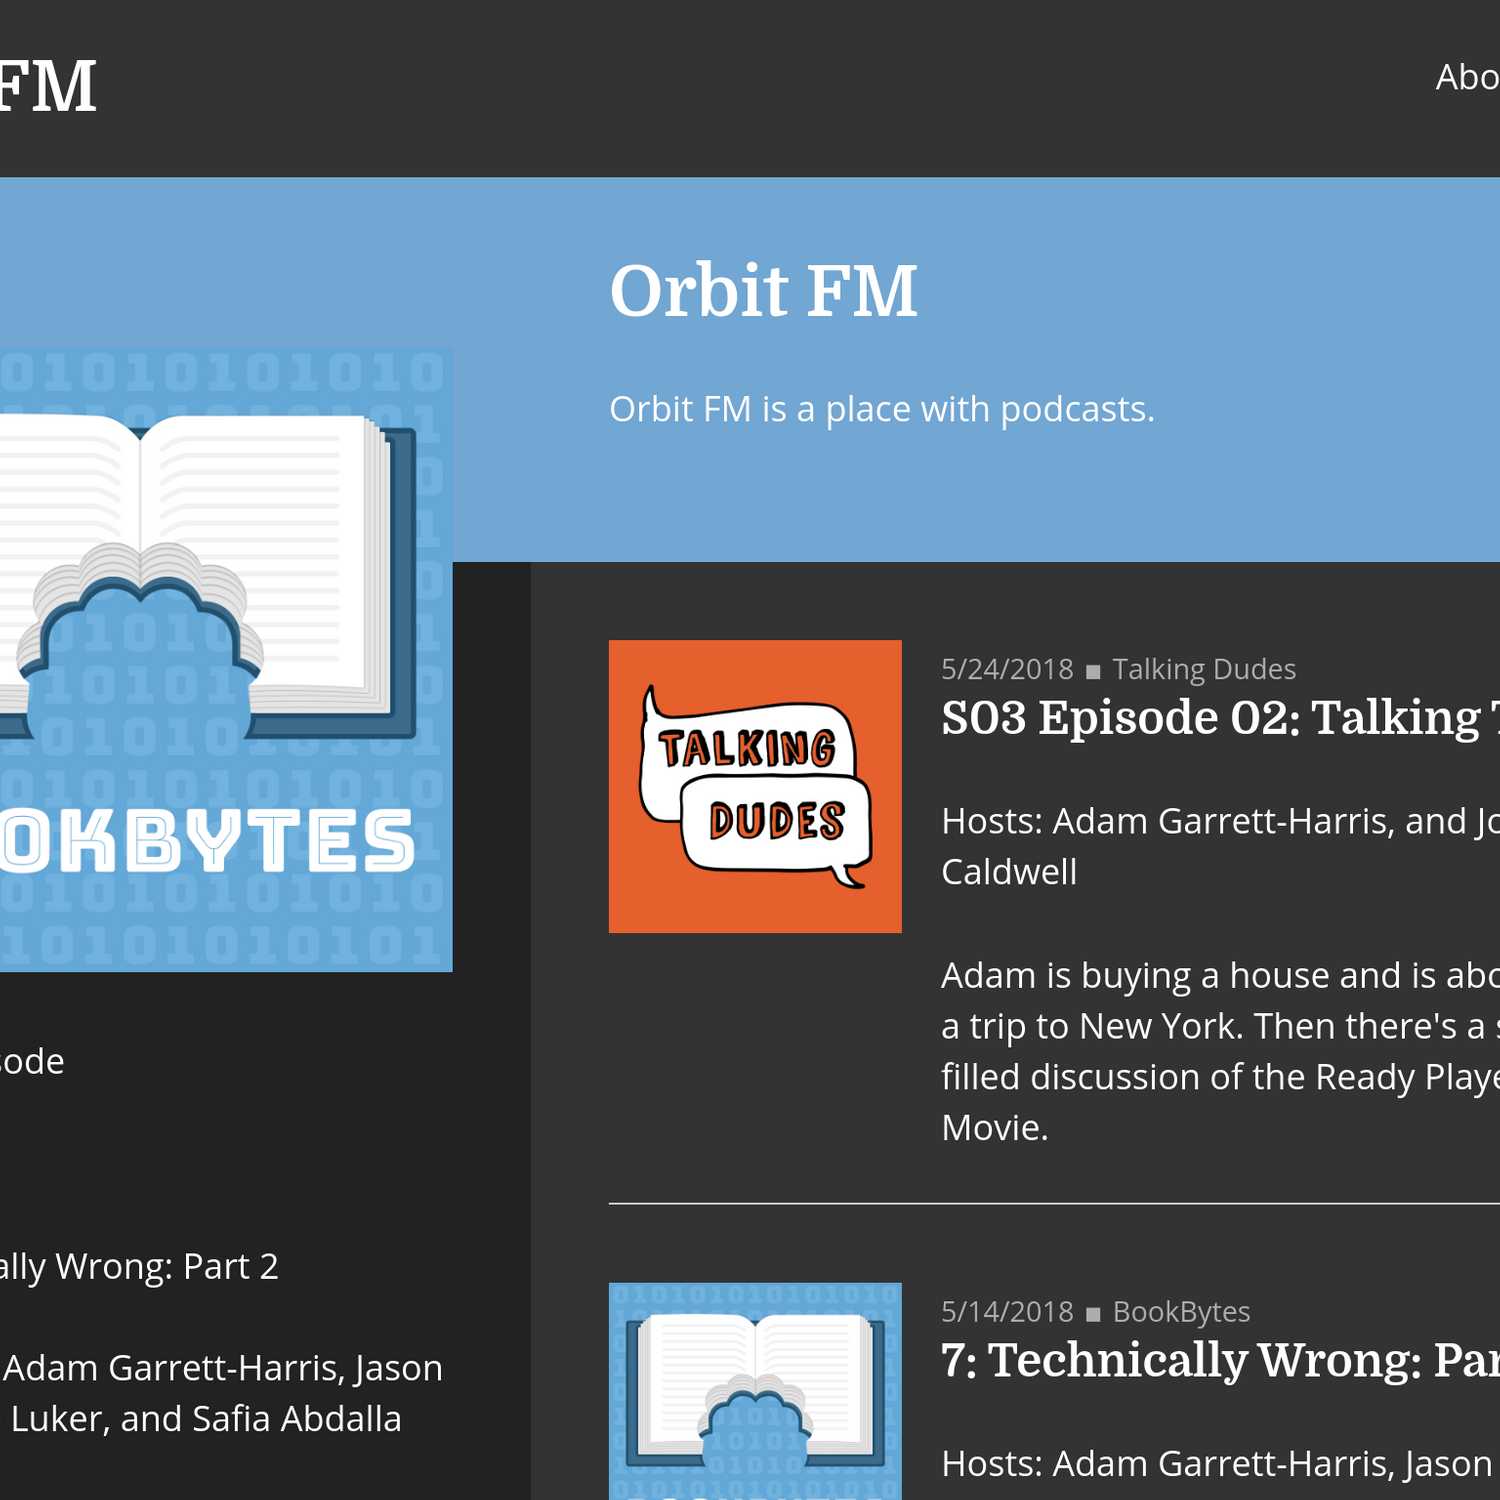 FM
Abo
Orbit FM
Orbit FM is a place with podcasts.
OKBYTES
sode
ally Wrong: Part 2
Adam Garrett-Harris, Jason
Luker, and Safia Abdalla
TALKING
DUDES
5/24/2018 ■ Talking Dudes
S03 Episode 02: Talking T
Hosts: Adam Garrett-Harris, and Jo
Caldwell
Adam is buying a house and is abo
a trip to New York. Then there's a s
filled discussion of the Ready Playe
Movie.
5/14/2018 ■ BookBytes
7: Technically Wrong: Par
Hosts: Adam Garrett-Harris, Jason